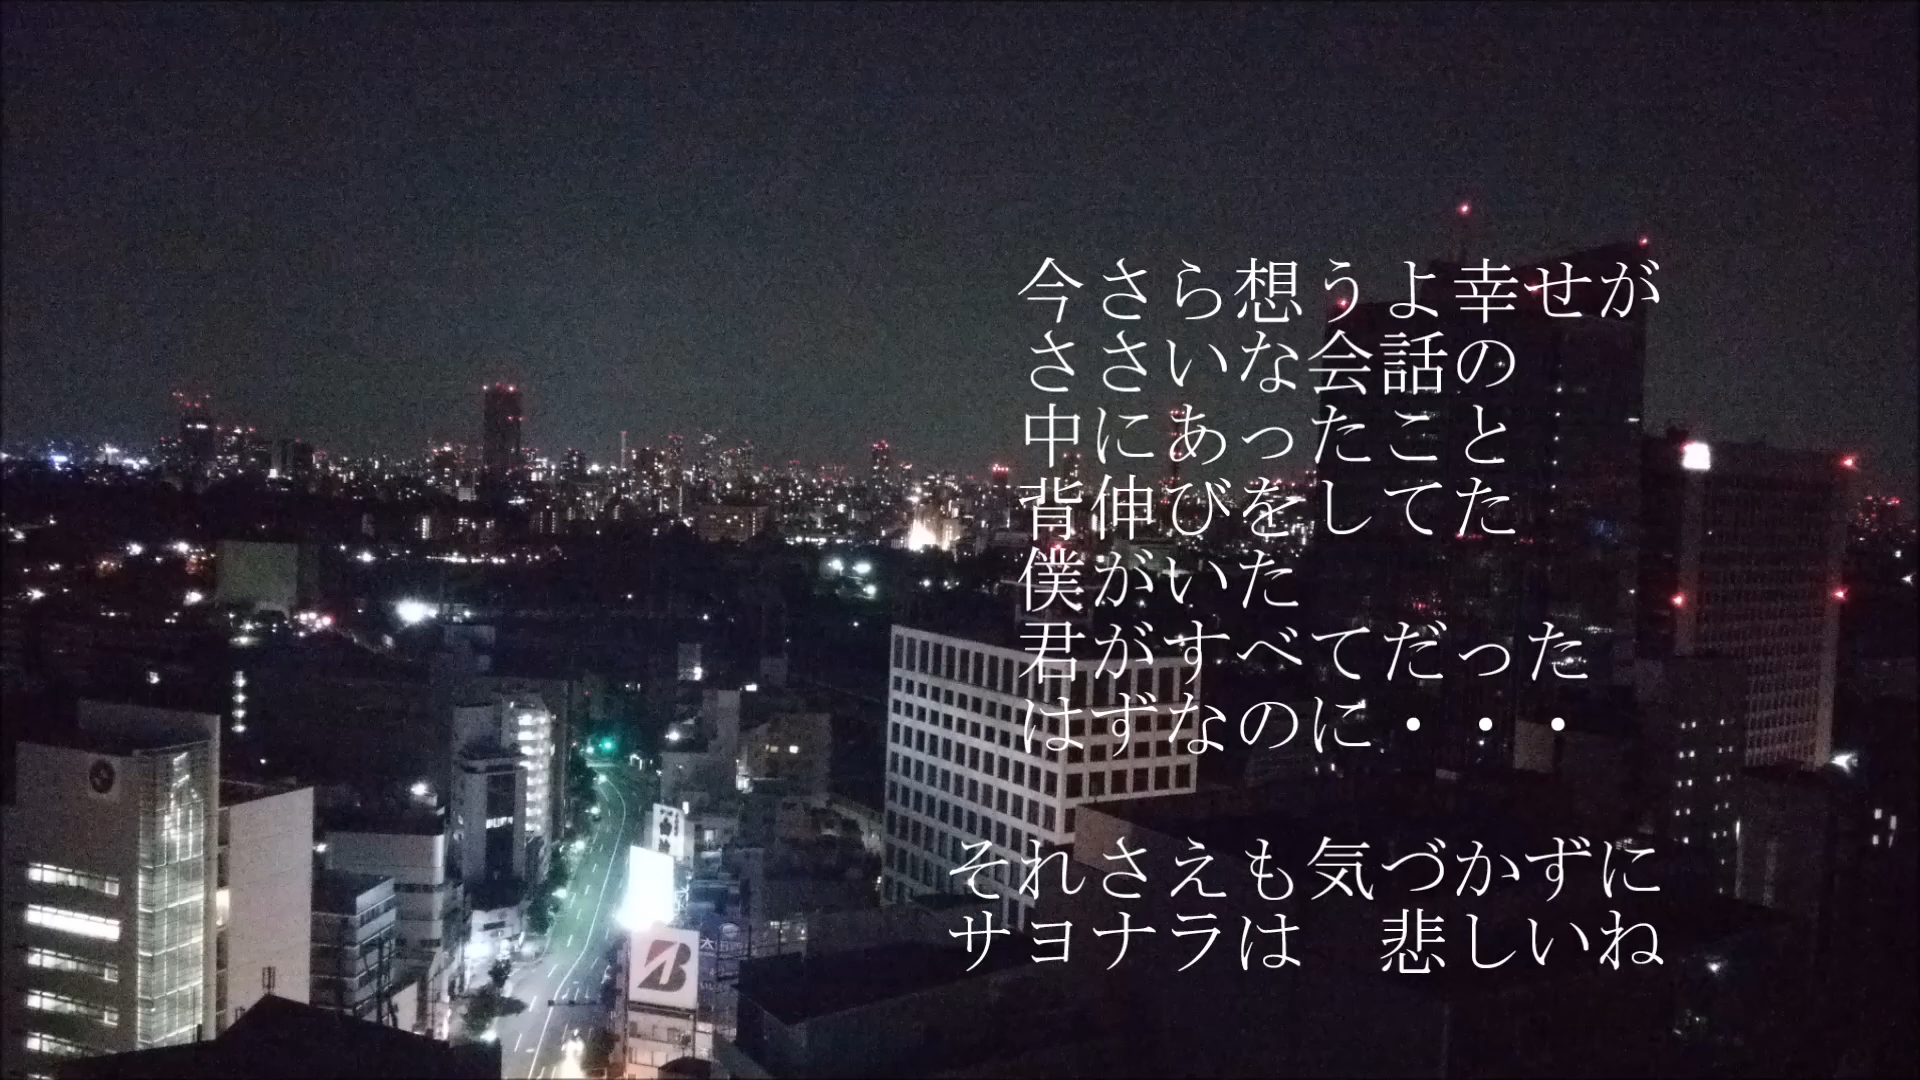 今さら想うよ幸せが
ささいな会話の
中にあったこと
背伸びをしてた
僕がいた
君がすべてだった
はずなのに・・・
それさえも気づかずに
サヨナラは　悲しいね
B